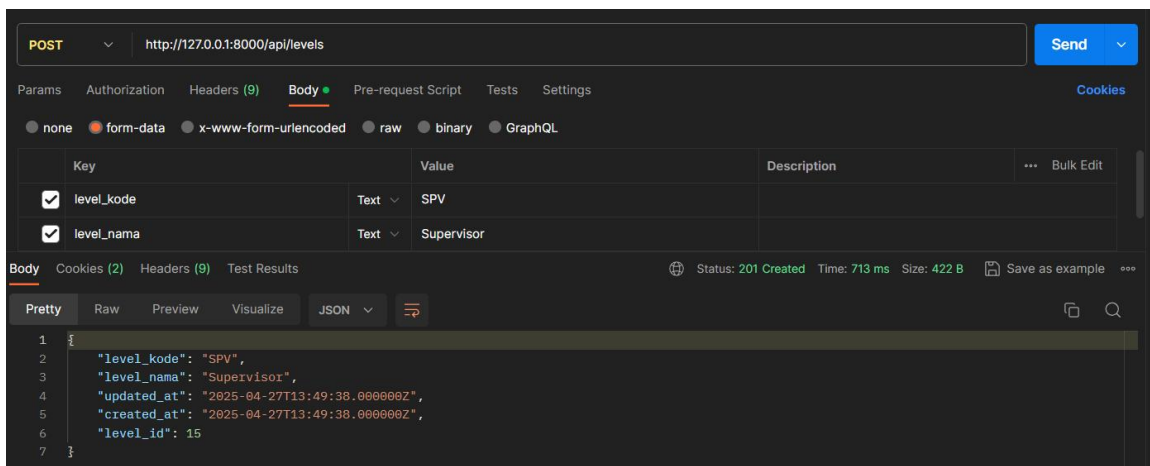 POST http://127.0.0.1:8000/api/levels Send
Params Authorization Headers (9) Body Pre-request Script Tests Settings Cookies
none form-data x-www-form-urlencoded raw binary GraphQL
Key Value Description ••• Bulk Edit
level_kode Text SPV
level_nama Text Supervisor
Body Cookies (2) Headers (9) Test Results Status: 201 Created Time: 713 ms Size: 422 B Save as example
Pretty Raw Preview Visualize JSON
1 {
2 "level_kode": "SPV",
3 "level_nama": "Supervisor",
4 "updated_at": "2025-04-27T13:49:38.000000Z",
5 "created_at": "2025-04-27T13:49:38.000000Z",
6 "level_id": 15
7 }